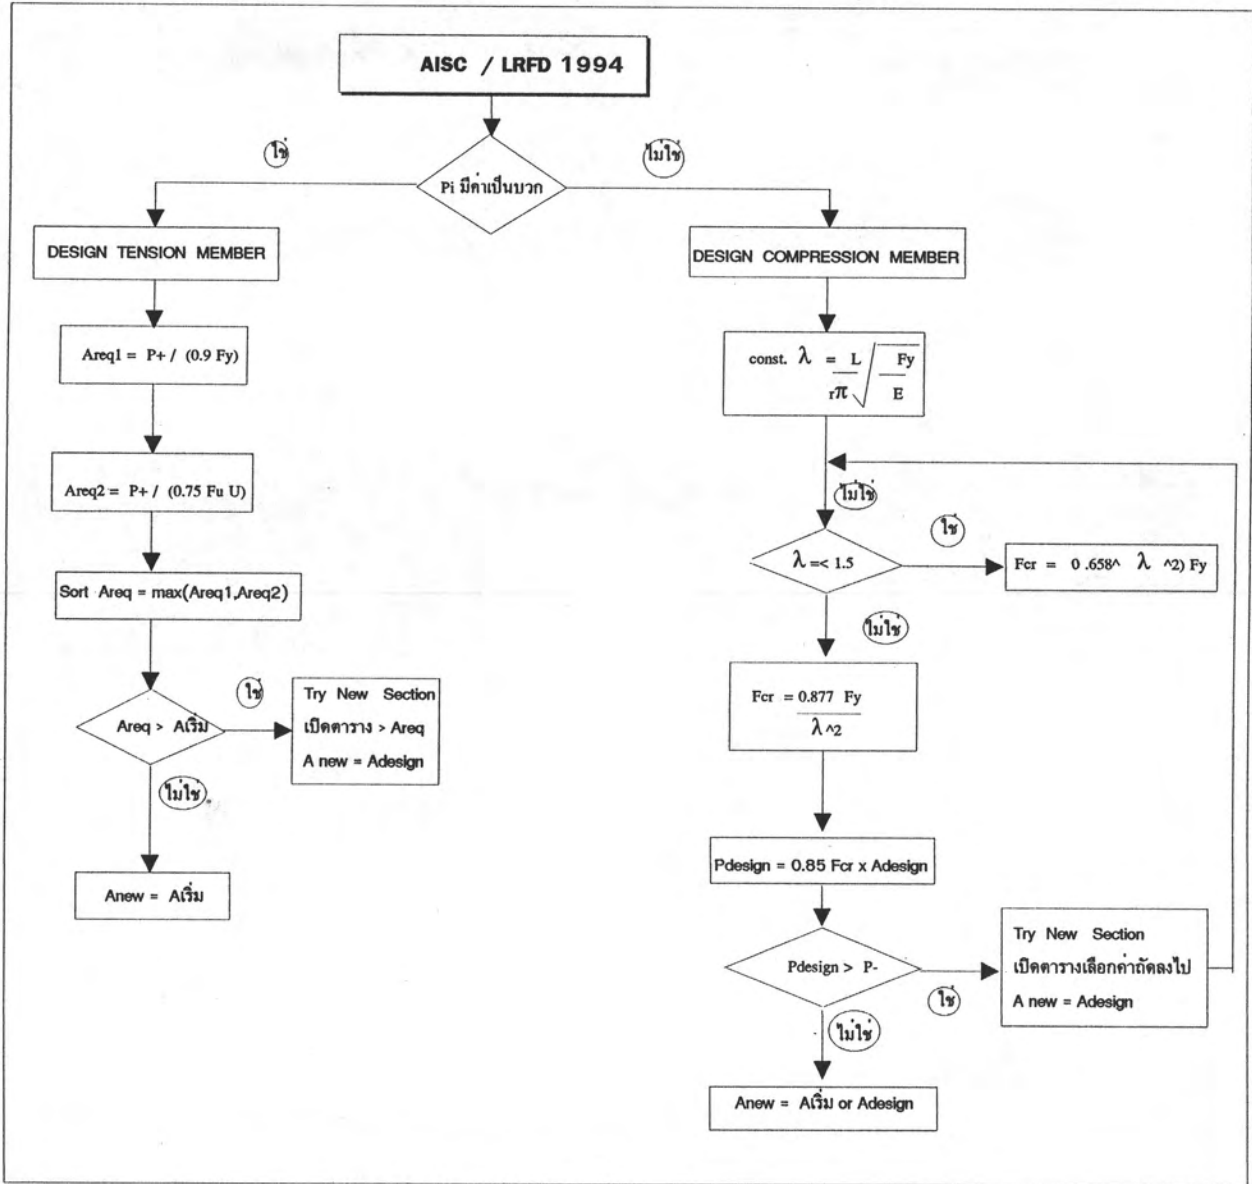 AISC / LRFD 1994
ใช่
ไม่ใช่
Pi มีค่าเป็นบวก
DESIGN TENSION MEMBER
Areq1 = P+ / (0.9 Fy)
Areq2 = P+ / (0.75 Fu U)
Sort Areq = max(Areq1,Areq2)
Areq > Aเริ่ม
ใช่
Try New Section
เปิดตาราง > Areq
A new = Adesign
ไม่ใช่
Anew = Aเริ่ม
DESIGN COMPRESSION MEMBER
const. λ = L √ Fy
rπ E
ไม่ใช่
λ =< 1.5
ใช่
Fcr = 0 .658^ λ ^2) Fy
ไม่ใช่
Fcr = 0.877 Fy
λ ^2
Pdesign = 0.85 Fcr x Adesign
Pdesign > P-
ใช่
Try New Section
เปิดตารางเลือกค่าถัดลงไป
A new = Adesign
ไม่ใช่
Anew = Aเริ่ม or Adesign